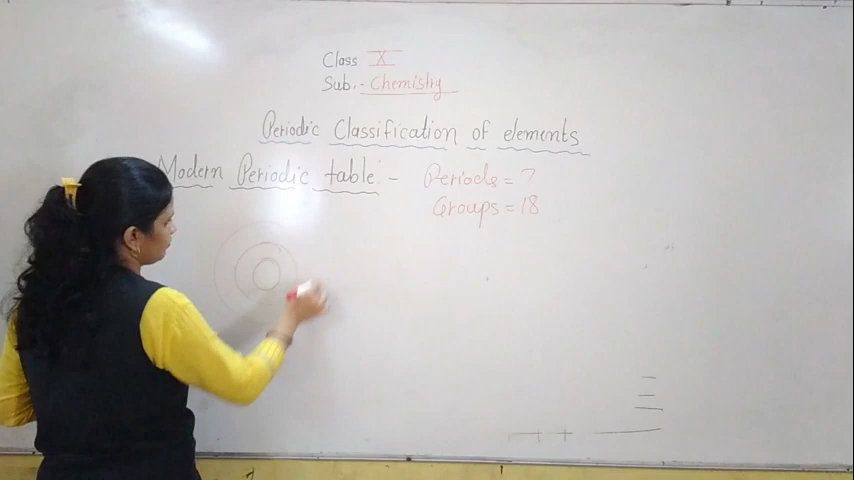 Class X
Sub.- Chemistry
Periodic Classification of elements
Modern Periodic table:- Periods = 7
Groups = 18